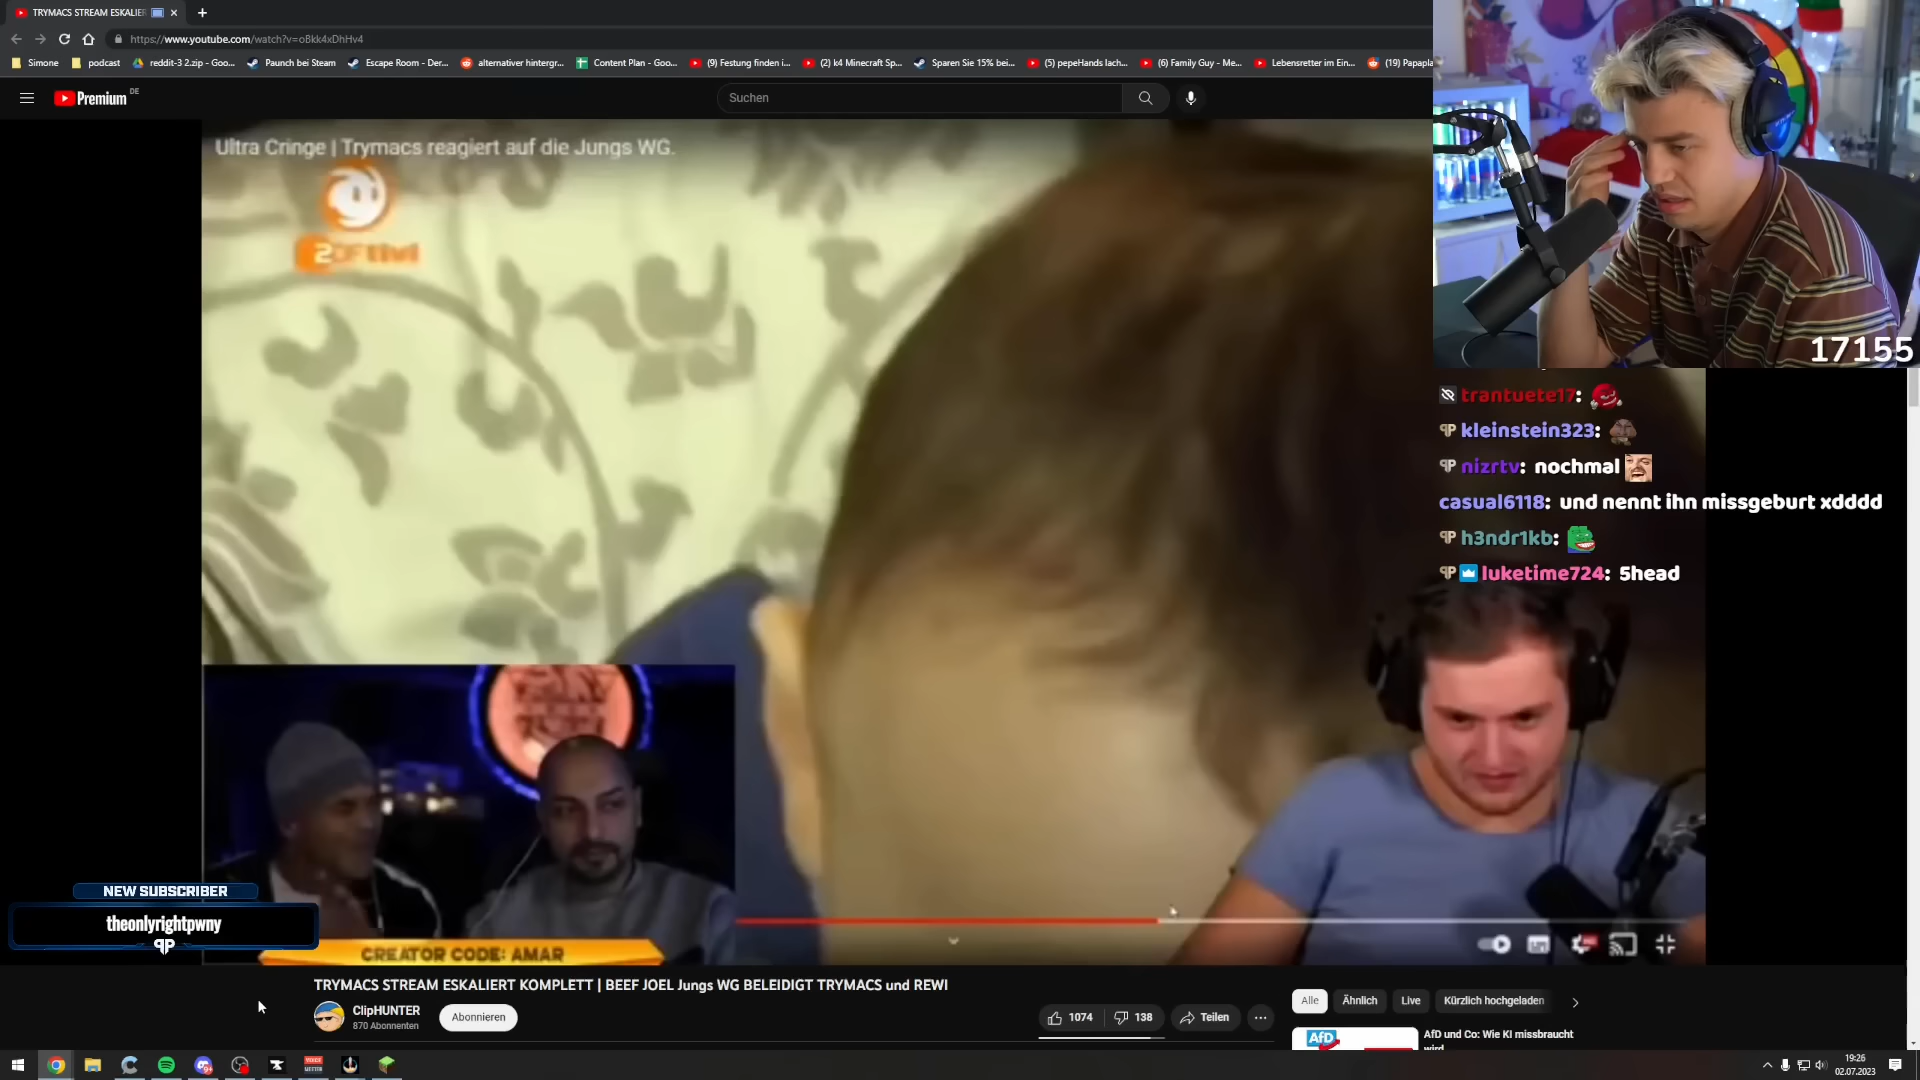 TRYMACS STREAM ESKALIER
https://www.youtube.com/watch?v=oBkk4xDhHv4
Simone
podcast
reddit-3 2.zip - Goo...
Paunch bei Steam
Escape Room - Der...
alternativer hintergr...
Content Plan - Goo...
(9) Festung finden i...
(2) k4 Minecraft Sp...
Sparen Sie 15% bei...
(5) pepeHands lach...
(6) Family Guy - Me...
Lebensretter im Ein...
(19) Papapla
Premium DE
Suchen
Ultra Cringe | Trymacs reagiert auf die Jungs WG.
ZDFtivi
17155
trantuete17:
kleinstein323:
nizrtv: nochmal
casual6118: und nennt ihn missgeburt xdddd
h3ndr1kb:
luketime724: 5head
NEW SUBSCRIBER
theonlyrightpwny
CREATOR CODE: AMAR
TRYMACS STREAM ESKALIERT KOMPLETT | BEEF JOEL Jungs WG BELEIDIGT TRYMACS und REWI
ClipHUNTER
870 Abonnenten
Abonnieren
1074
138
Teilen
Alle
Ähnlich
Live
Kürzlich hochgeladen
AfD
AfD und Co: Wie KI missbraucht
wird
19:26
02.07.2023